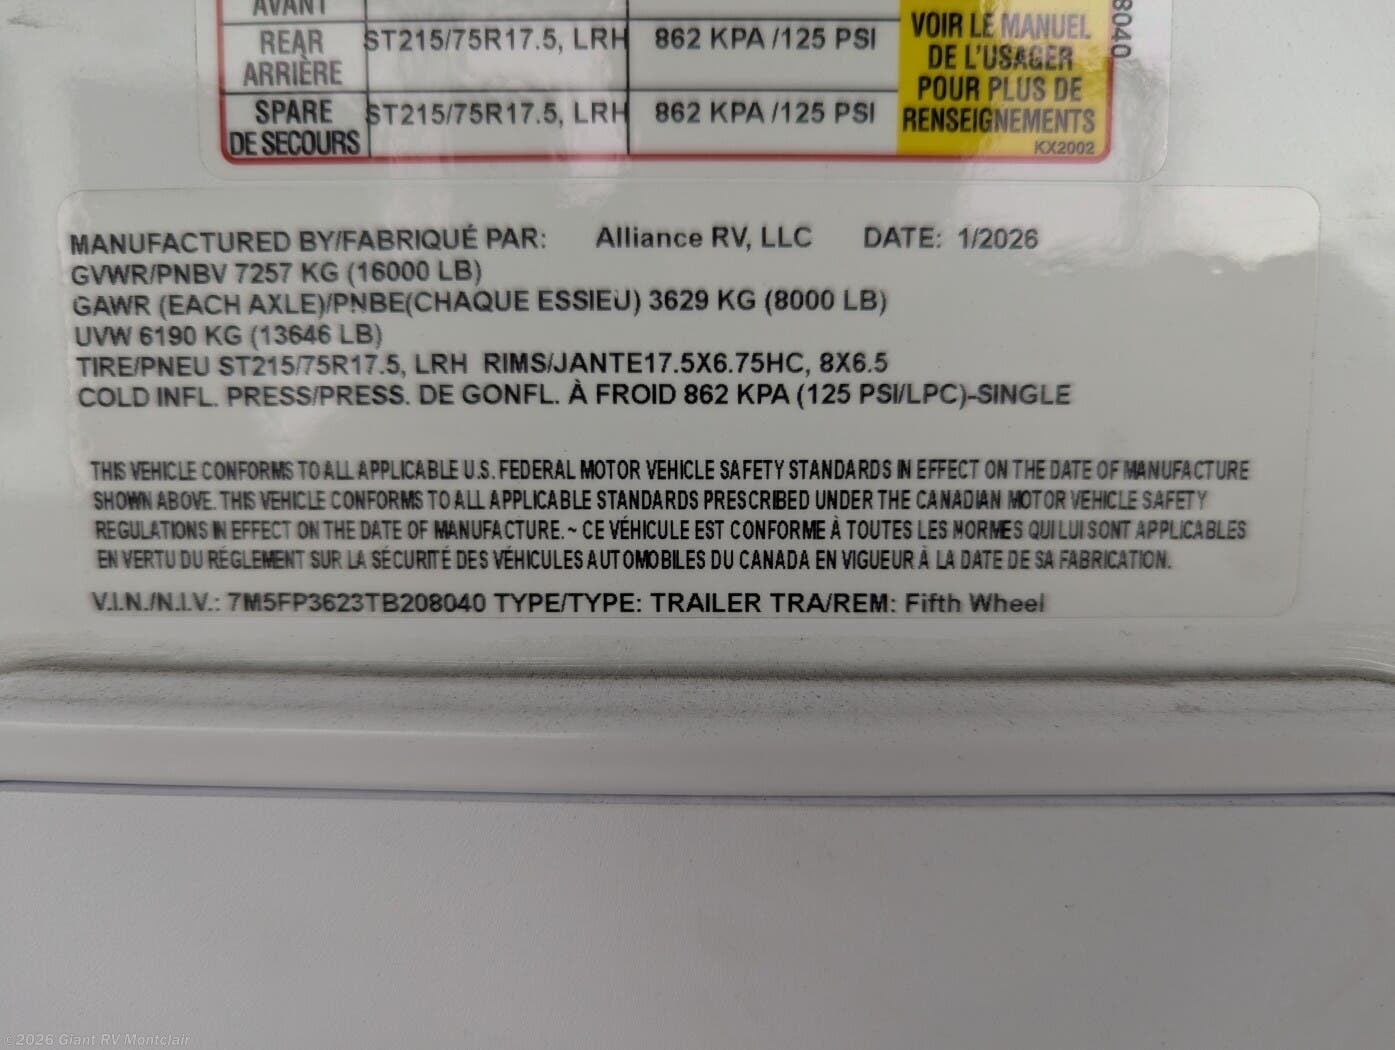 AVANT
REAR ST215/75R17.5, LRH 862 KPA /125 PSI
ARRIÈRE
SPARE ST215/75R17.5, LRH 862 KPA /125 PSI
DE SECOURS
VOIR LE MANUEL
DE L'USAGER
POUR PLUS DE
RENSEIGNEMENTS
KX2002
8040
MANUFACTURED BY/FABRIQUÉ PAR: Alliance RV, LLC DATE: 1/2026
GVWR/PNBV 7257 KG (16000 LB)
GAWR (EACH AXLE)/PNBE(CHAQUE ESSIEU) 3629 KG (8000 LB)
UVW 6190 KG (13646 LB)
TIRE/PNEU ST215/75R17.5, LRH RIMS/JANTE17.5X6.75HC, 8X6.5
COLD INFL. PRESS/PRESS. DE GONFL. À FROID 862 KPA (125 PSI/LPC)-SINGLE
THIS VEHICLE CONFORMS TO ALL APPLICABLE U.S. FEDERAL MOTOR VEHICLE SAFETY STANDARDS IN EFFECT ON THE DATE OF MANUFACTURE
SHOWN ABOVE. THIS VEHICLE CONFORMS TO ALL APPLICABLE STANDARDS PRESCRIBED UNDER THE CANADIAN MOTOR VEHICLE SAFETY
REGULATIONS IN EFFECT ON THE DATE OF MANUFACTURE. ~ CE VÉHICULE EST CONFORME À TOUTES LES NORMES QUI LUI SONT APPLICABLES
EN VERTU DU RÉGLEMENT SUR LA SÉCURITÉ DES VÉHICULES AUTOMOBILES DU CANADA EN VIGUEUR À LA DATE DE SA FABRICATION.
V.I.N./N.I.V.: 7M5FP3623TB208040 TYPE/TYPE: TRAILER TRA/REM: Fifth Wheel
©2026 Giant RV Montclair